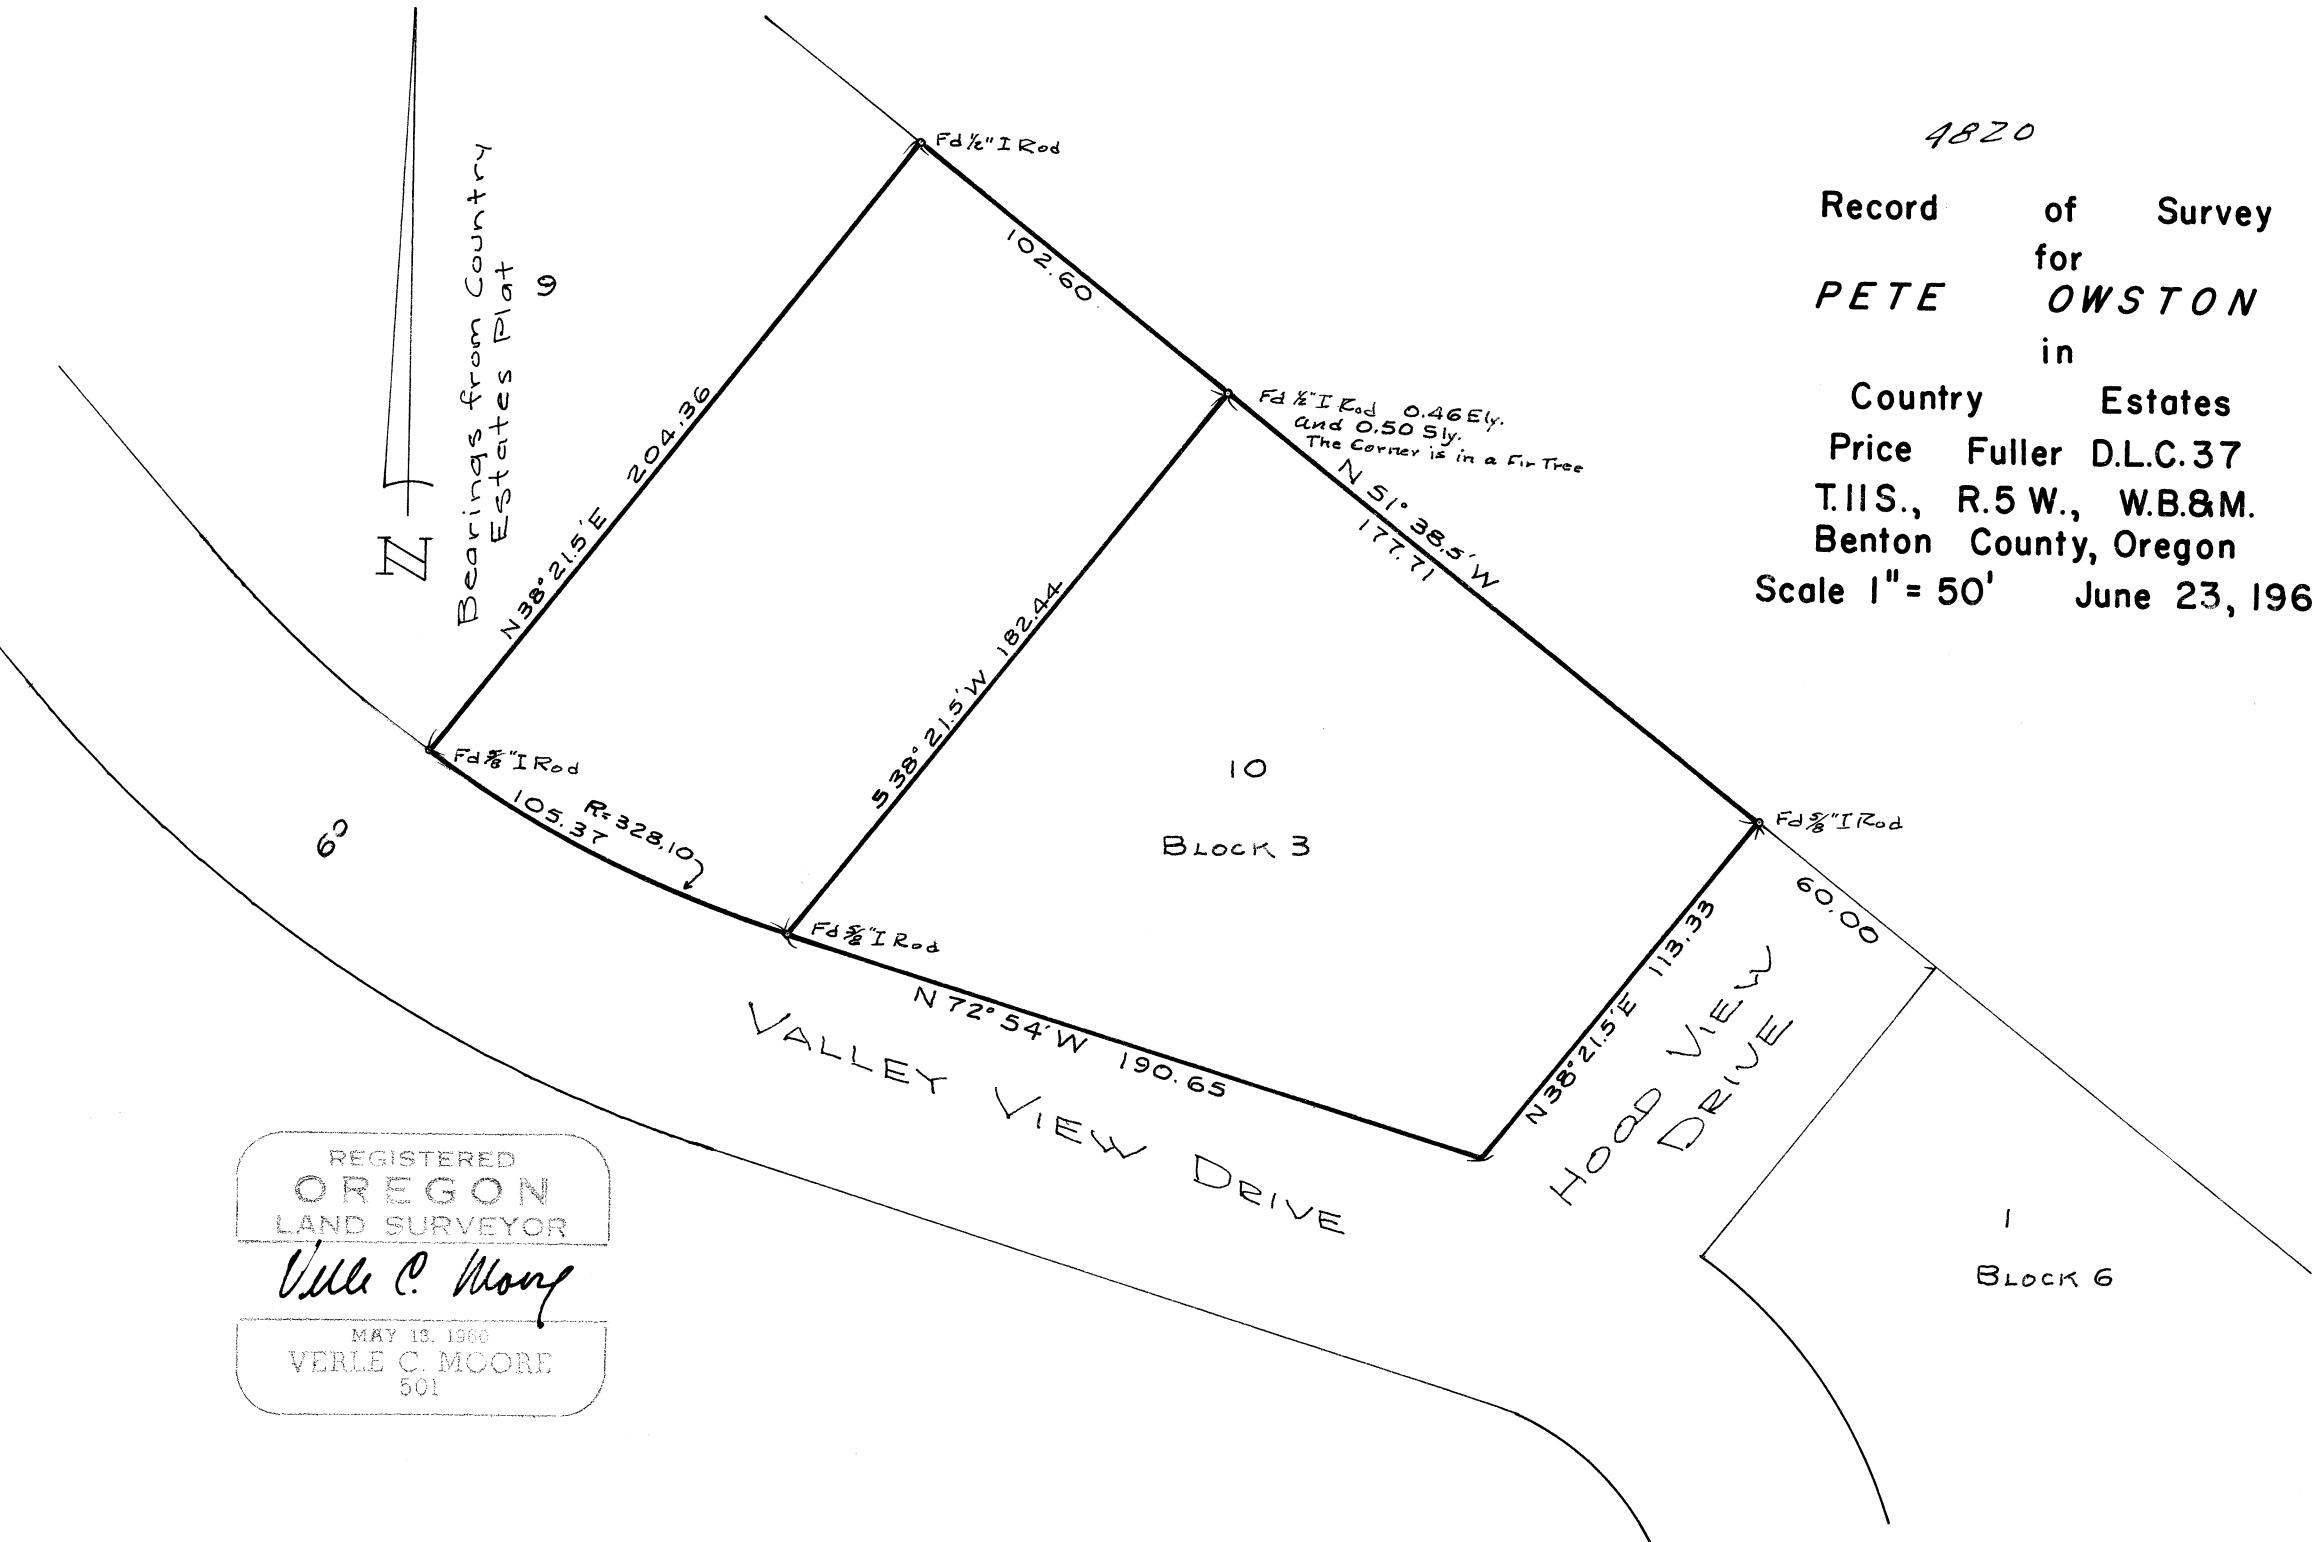 4820
Record of Survey
for
PETE OWSTON
in
Country Estates
Price Fuller D.L.C. 37
T.11S., R.5 W., W.B.&M.
Benton County, Oregon
Scale 1" = 50' June 23, 196
N
Bearings from Country
Estates Plat
9
Fd ½" I Rod
102.60
N38° 21.5' E 204.36
Fd ½" I Rod 0.46 Ely.
and 0.50 Sly.
The Corner is in a Fir Tree
N 51° 38.5' W
177.71
S 38° 21.5' W 182.44
Fd ⅝" I Rod
R=328.10
105.37
60
10
BLOCK 3
Fd ⅝" I Rod
60.00
Fd ⅝" I Rod
N 72° 54' W 190.65
N38° 21.5' E 113.33
VALLEY VIEW DRIVE
HOOD VIEW
DRIVE
1
BLOCK 6
REGISTERED
OREGON
LAND SURVEYOR
Verle C. Moore
MAY 13, 1960
VERLE C. MOORE
501